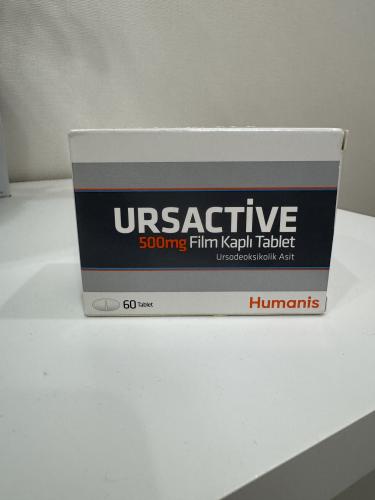 URSACTİVE
500mg Film Kaplı Tablet
Ursodeoksikolik Asit
60 Tablet
Humanis